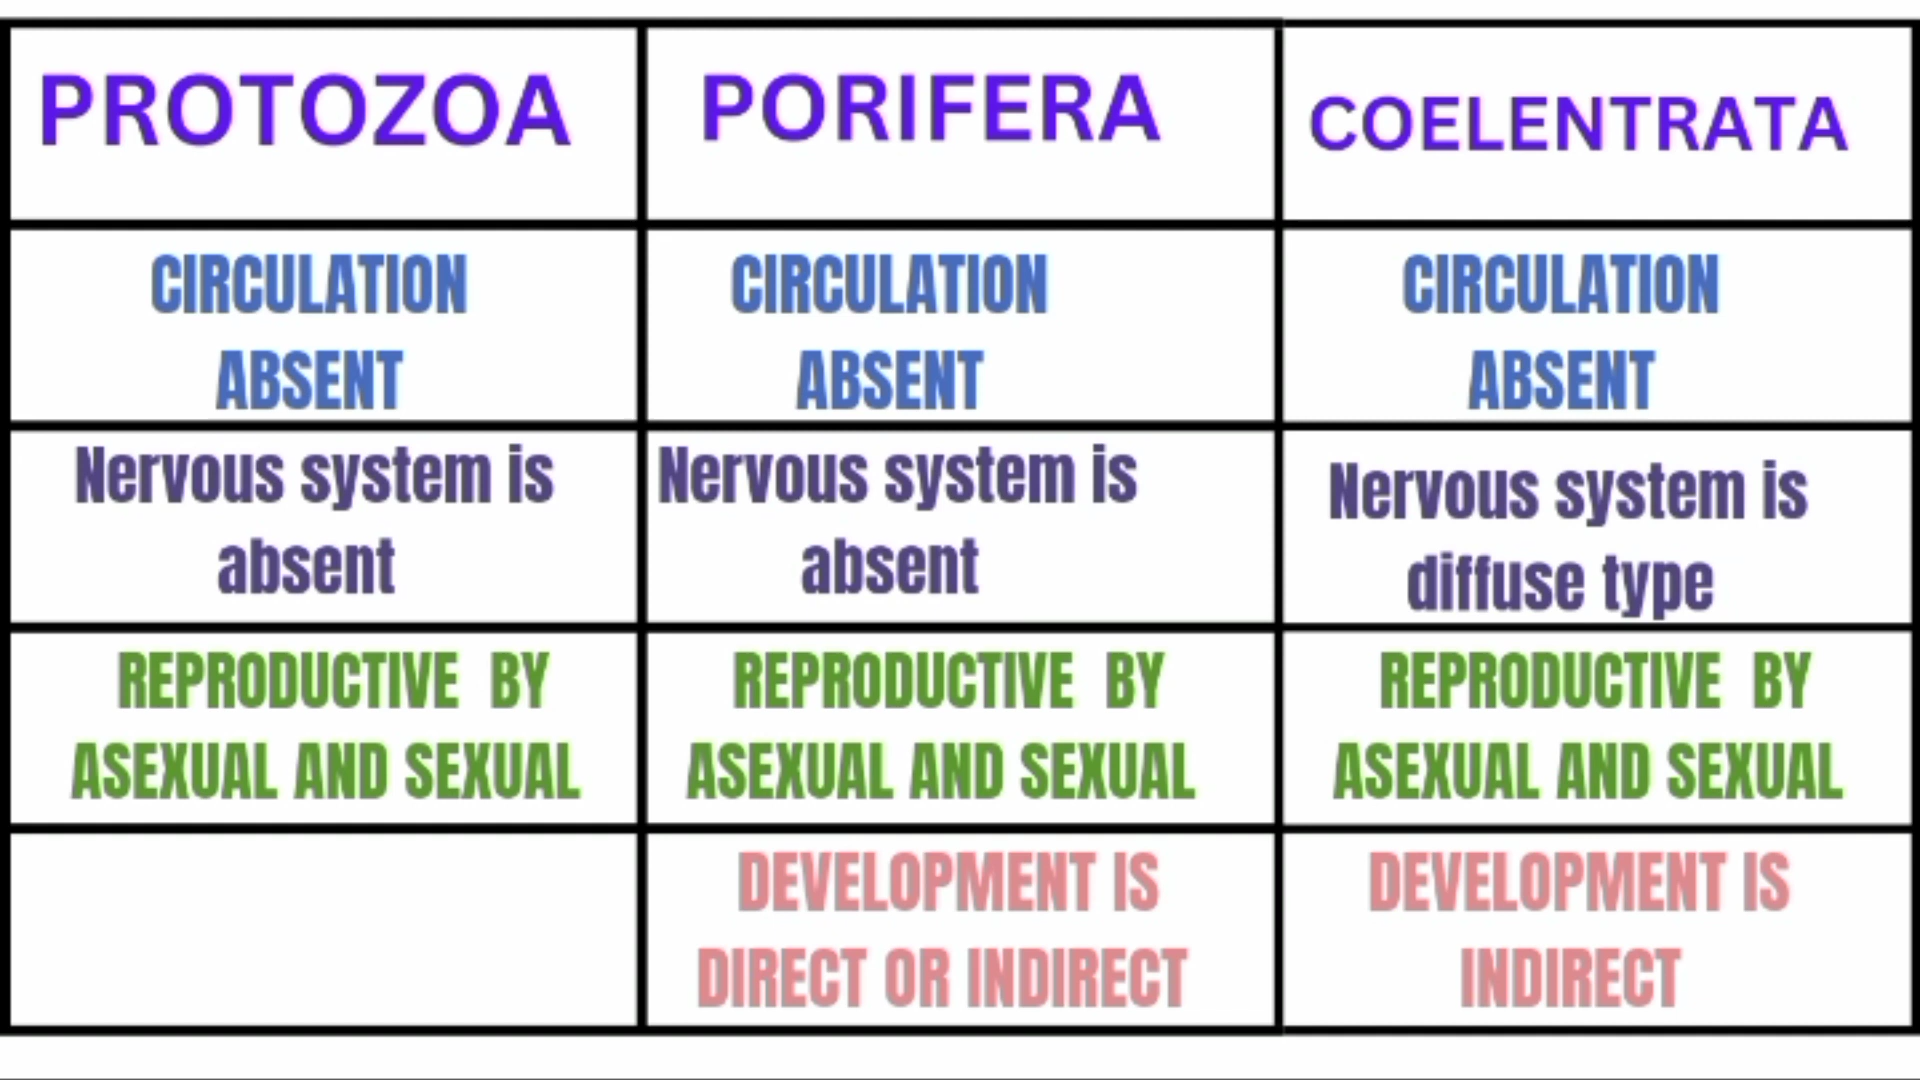 PROTOZOA
PORIFERA
COELENTRATA
CIRCULATION
ABSENT
CIRCULATION
ABSENT
CIRCULATION
ABSENT
Nervous system is
absent
Nervous system is
absent
Nervous system is
diffuse type
REPRODUCTIVE BY
ASEXUAL AND SEXUAL
REPRODUCTIVE BY
ASEXUAL AND SEXUAL
REPRODUCTIVE BY
ASEXUAL AND SEXUAL
DEVELOPMENT IS
DIRECT OR INDIRECT
DEVELOPMENT IS
INDIRECT